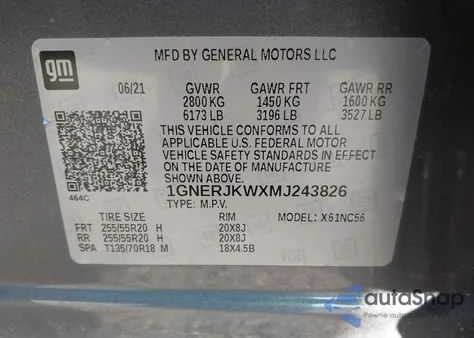 gm
MFD BY GENERAL MOTORS LLC
06/21 GVWR GAWR FRT GAWR RR
2800 KG 1450 KG 1600 KG
6173 LB 3196 LB 3527 LB
THIS VEHICLE CONFORMS TO ALL
APPLICABLE U.S. FEDERAL MOTOR
VEHICLE SAFETY STANDARDS IN EFFECT
ON THE DATE OF MANUFACTURE
SHOWN ABOVE.
464C
1GNERJKWXMJ243826
TYPE: M.P.V.
TIRE SIZE RIM MODEL: X61NC56
FRT 255/55R20 H 20X8J
RR 255/55R20 H 20X8J
SPA T135/70R18 M 18X4.5B
autoSnap
Pewne auto z USA